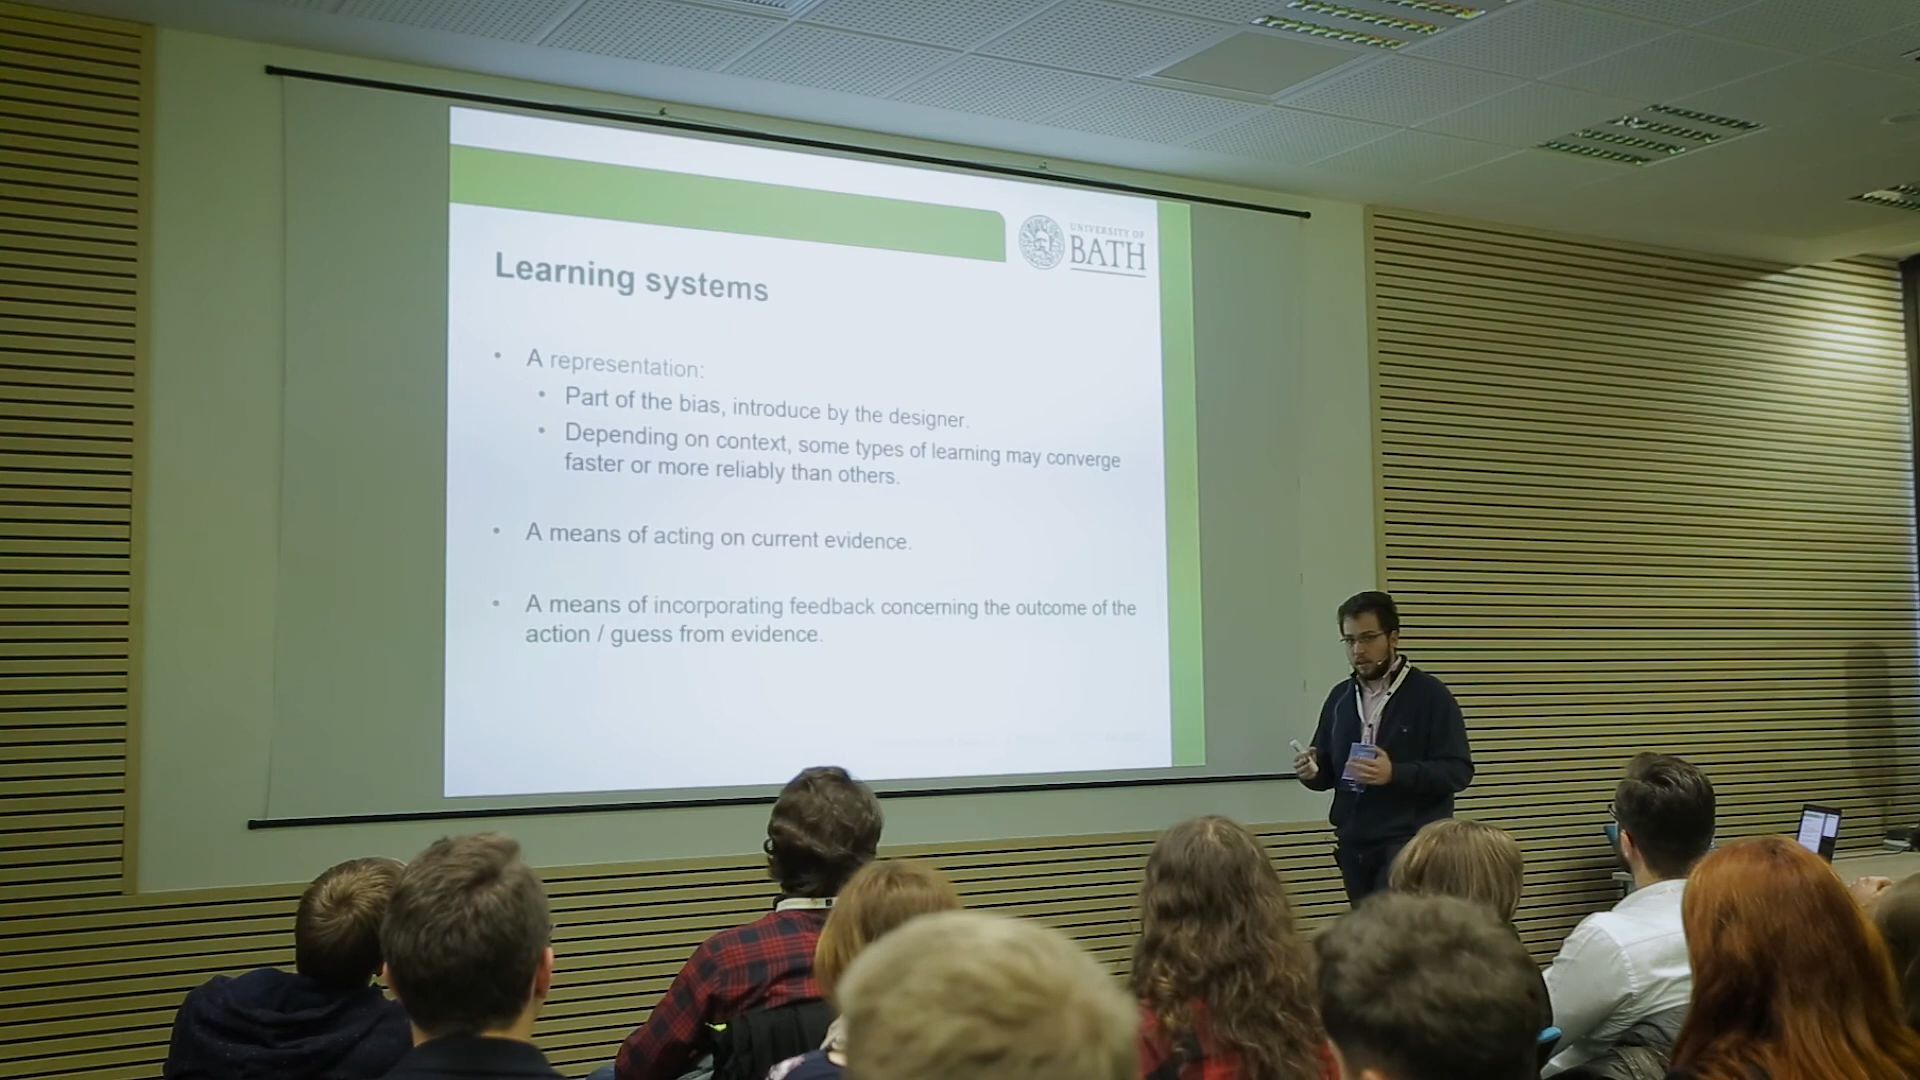 UNIVERSITY OF
BATH
Learning systems
• A representation:
• Part of the bias, introduce by the designer.
• Depending on context, some types of learning may converge
faster or more reliably than others.
• A means of acting on current evidence.
• A means of incorporating feedback concerning the outcome of the
action / guess from evidence.